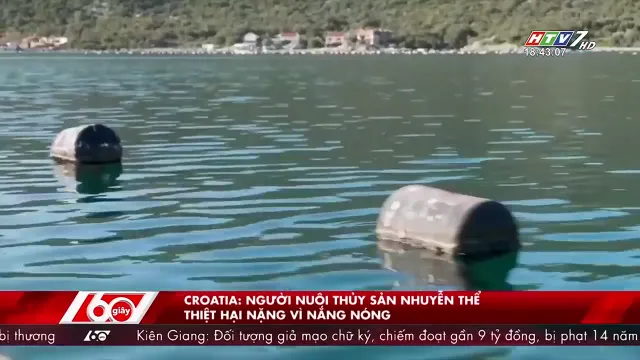 HTV7 HD
18:43:07
60 giây
CROATIA: NGƯỜI NUÔI THỦY SẢN NHUYỄN THỂ
THIỆT HẠI NẶNG VÌ NẮNG NÓNG
bị thương 60 Kiên Giang: Đối tượng giả mạo chữ ký, chiếm đoạt gần 9 tỷ đồng, bị phạt 14 năm